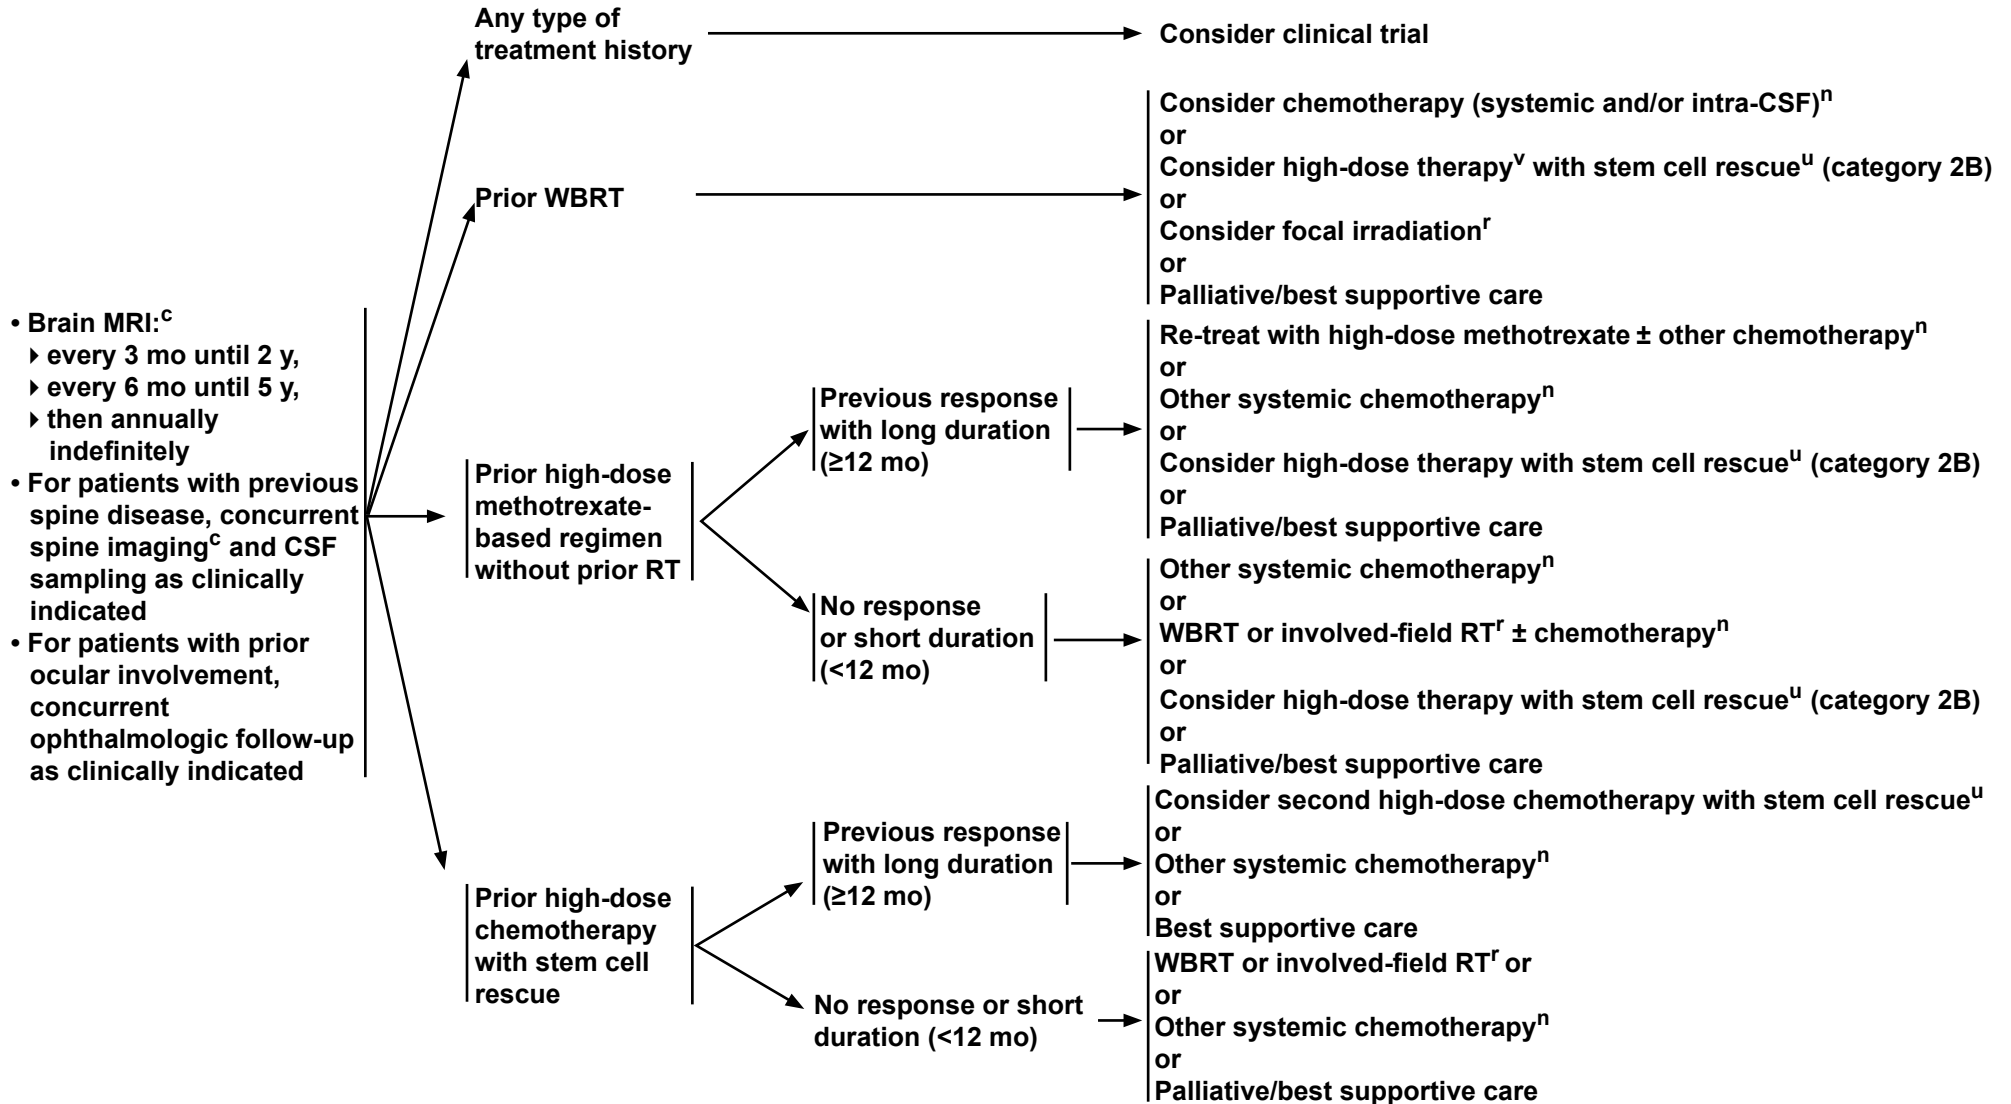 • Brain MRI:c
▸ every 3 mo until 2 y,
▸ every 6 mo until 5 y,
▸ then annually
indefinitely
• For patients with previous
spine disease, concurrent
spine imagingc and CSF
sampling as clinically
indicated
• For patients with prior
ocular involvement,
concurrent
ophthalmologic follow-up
as clinically indicated
Any type of
treatment history
Consider clinical trial
Prior WBRT
Consider chemotherapy (systemic and/or intra-CSF)n
or
Consider high-dose therapyv with stem cell rescueu (category 2B)
or
Consider focal irradiationr
or
Palliative/best supportive care
Prior high-dose
methotrexate-
based regimen
without prior RT
Previous response
with long duration
(≥12 mo)
Re-treat with high-dose methotrexate ± other chemotherapyn
or
Other systemic chemotherapyn
or
Consider high-dose therapy with stem cell rescueu (category 2B)
or
Palliative/best supportive care
No response
or short duration
(<12 mo)
Other systemic chemotherapyn
or
WBRT or involved-field RTr ± chemotherapyn
or
Consider high-dose therapy with stem cell rescueu (category 2B)
or
Palliative/best supportive care
Prior high-dose
chemotherapy
with stem cell
rescue
Previous response
with long duration
(≥12 mo)
Consider second high-dose chemotherapy with stem cell rescueu
or
Other systemic chemotherapyn
or
Best supportive care
No response or short
duration (<12 mo)
WBRT or involved-field RTr or
or
Other systemic chemotherapyn
or
Palliative/best supportive care